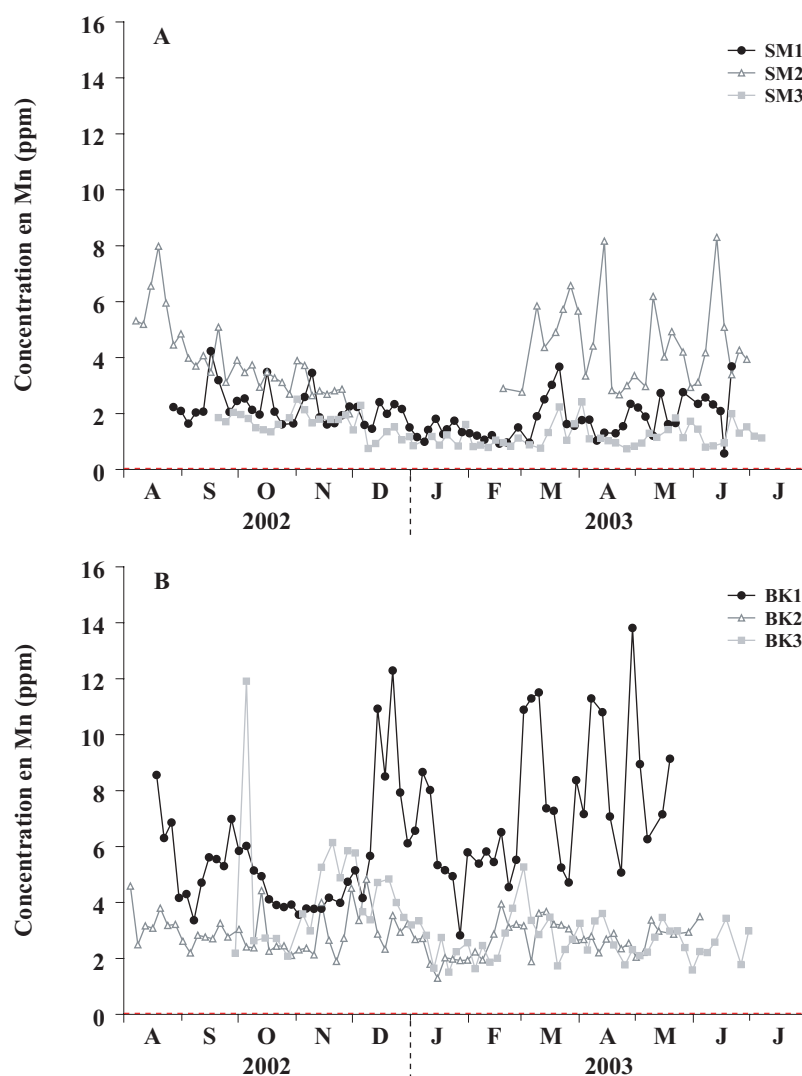 A
16
14
12
10
8
6
4
2
0
Concentration en Mn (ppm)
SM1
SM2
SM3
A S O N D J F M A M J J
2002 2003
B
16
14
12
10
8
6
4
2
0
Concentration en Mn (ppm)
BK1
BK2
BK3
A S O N D J F M A M J J
2002 2003